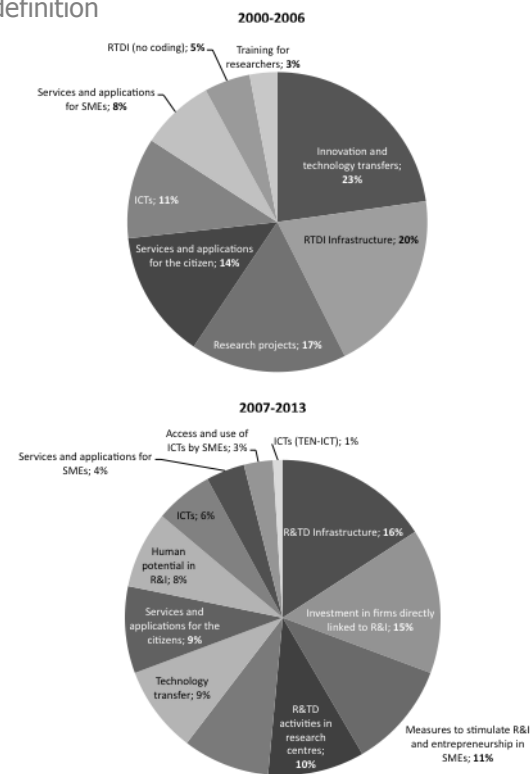 definition
2000-2006
RTDI (no coding); 5%
Training for
researchers; 3%
Services and applications
for SMEs; 8%
Innovation and
technology transfers;
23%
ICTs; 11%
RTDI Infrastructure; 20%
Services and applications
for the citizen; 14%
Research projects; 17%
2007-2013
Access and use of
ICTs by SMEs; 3%
ICTs (TEN-ICT); 1%
Services and applications for
SMEs; 4%
ICTs; 6%
R&TD Infrastructure; 16%
Human
potential in
R&I; 8%
Services and
applications for the
citizens; 9%
Investment in firms directly
linked to R&I; 15%
Technology
transfer; 9%
R&TD
activities in
research
centres;
10%
Measures to stimulate R&I
and entrepreneurship in
SMEs; 11%